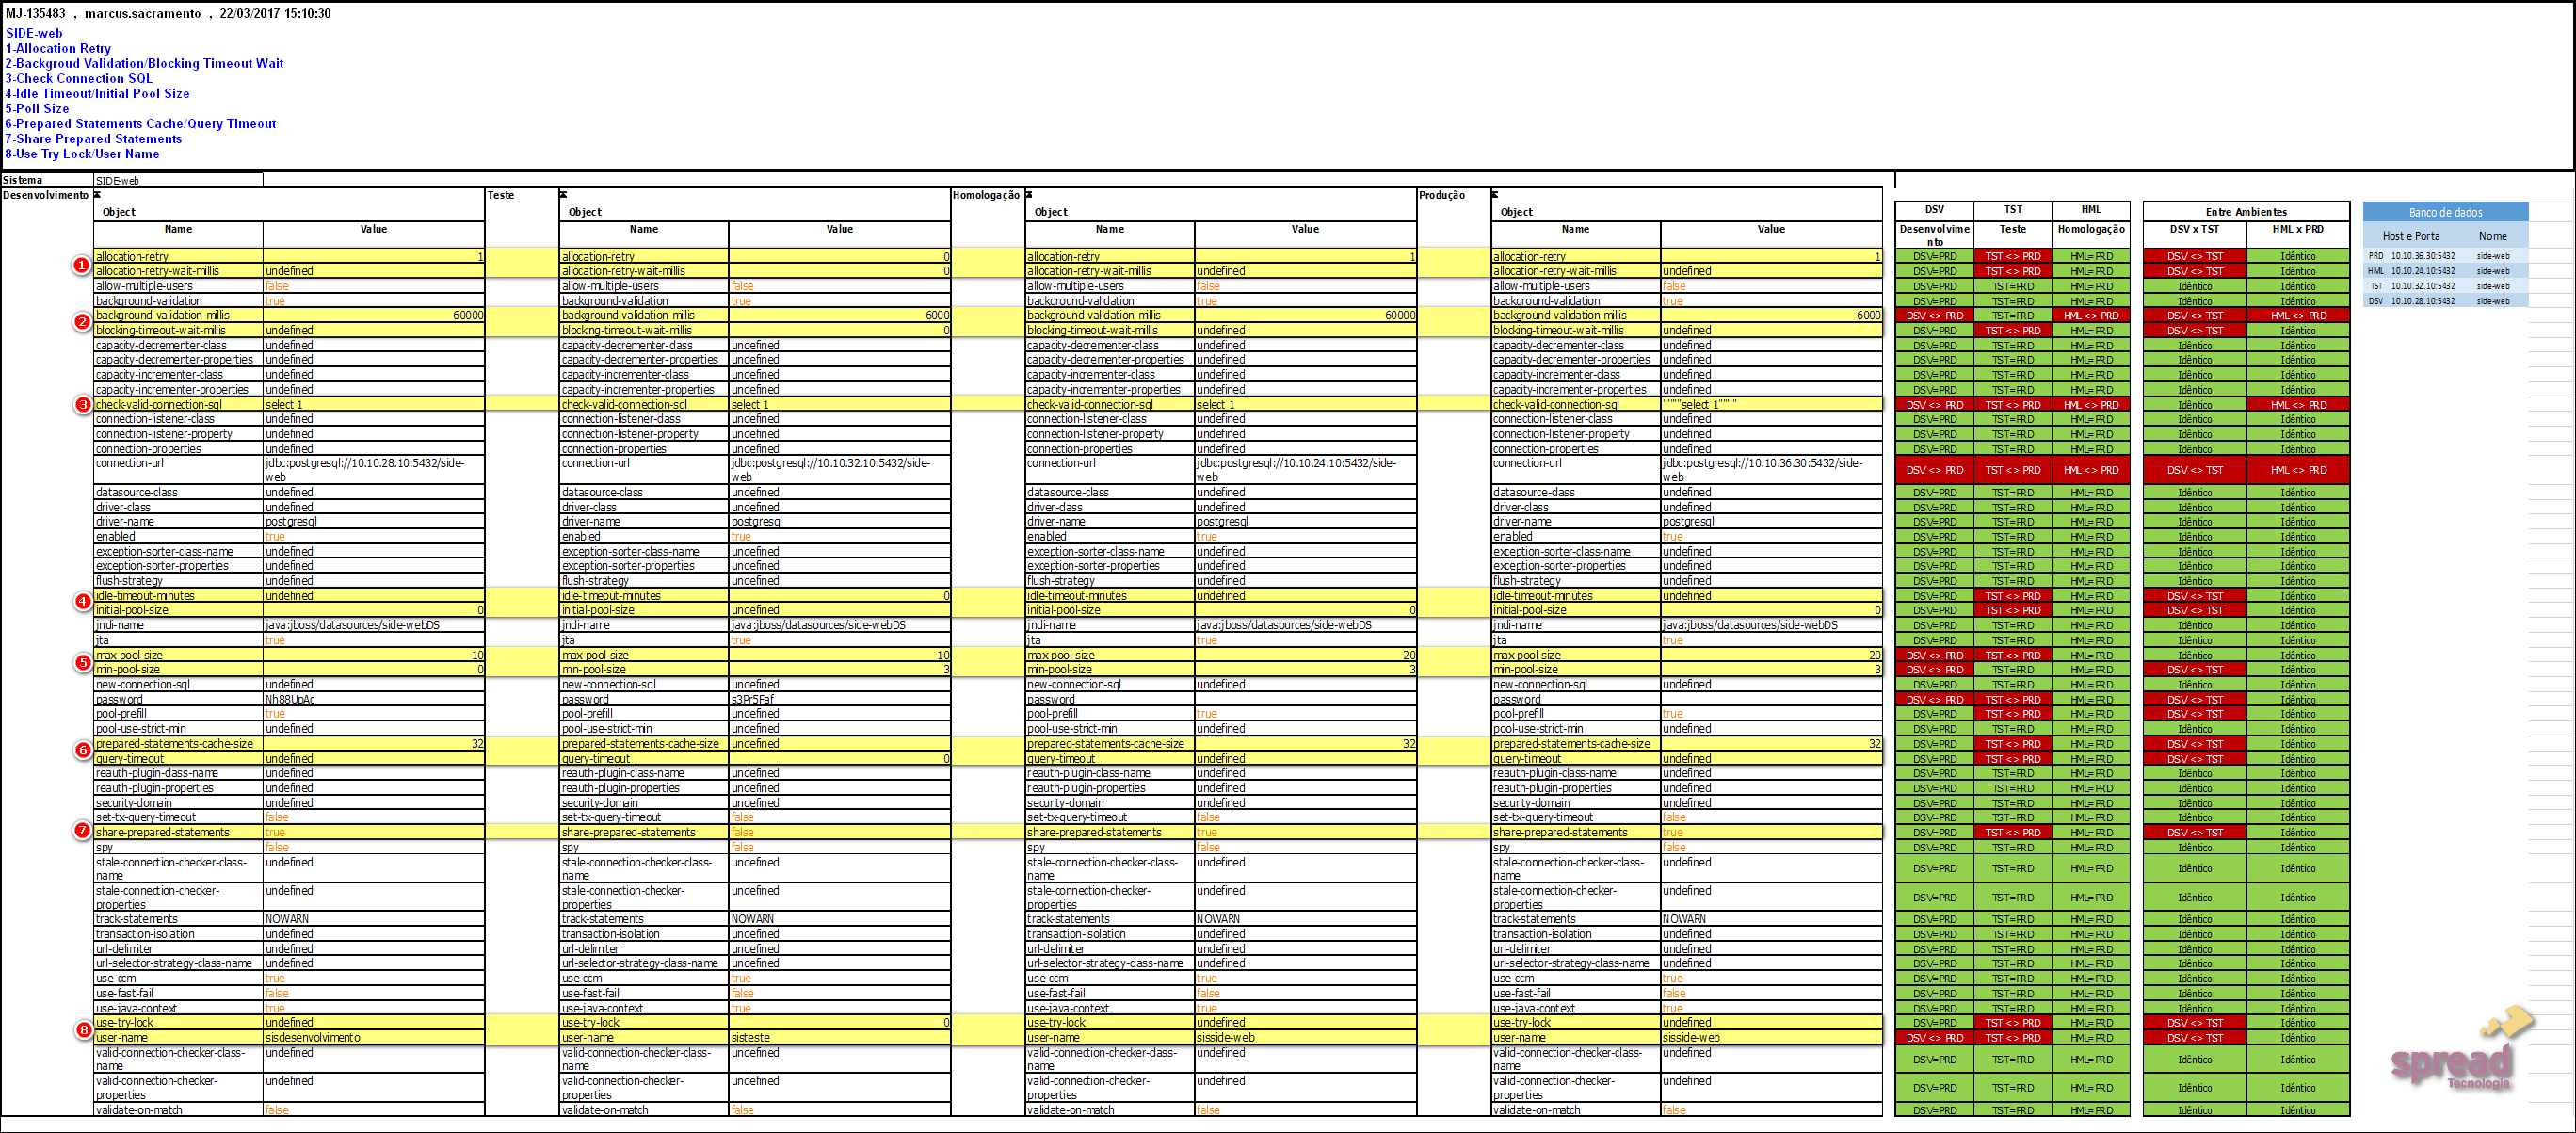 MJ-135483 , marcus.sacramento , 22/03/2017 15:10:30
SIDE-web
1-Allocation Retry
2-Backgroud Validation/Blocking Timeout Wait
3-Check Connection SQL
4-Idle Timeout/Initial Pool Size
5-Poll Size
6-Prepared Statements Cache/Query Timeout
7-Share Prepared Statements
8-Use Try Lock/User Name
Sistema SIDE-web
Desenvolvimento Teste Homologação Produção
Object Object Object Object DSV TST HML Entre Ambientes Banco de dados
Name Value Name Value Name Value Name Value Desenvolvimento Teste Homologação DSV x TST HML x PRD Host e Porta Nome
PRD 10.10.36.30:5432 side-web
HML 10.10.24.10:5432 side-web
TST 10.10.32.10:5432 side-web
DSV 10.10.28.10:5432 side-web
1 allocation-retry 1 allocation-retry 0 allocation-retry 1 allocation-retry 1 DSV=PRD TST <> PRD HML=PRD DSV <> TST Idêntico
allocation-retry-wait-millis undefined allocation-retry-wait-millis 0 allocation-retry-wait-millis undefined allocation-retry-wait-millis undefined DSV=PRD TST <> PRD HML=PRD DSV <> TST Idêntico
allow-multiple-users false allow-multiple-users false allow-multiple-users false allow-multiple-users false DSV=PRD TST=PRD HML=PRD Idêntico Idêntico
background-validation true background-validation true background-validation true background-validation true DSV=PRD TST=PRD HML=PRD Idêntico Idêntico
2 background-validation-millis 60000 background-validation-millis 6000 background-validation-millis 60000 background-validation-millis 6000 DSV <> PRD TST=PRD HML <> PRD DSV <> TST HML <> PRD
blocking-timeout-wait-millis undefined blocking-timeout-wait-millis 0 blocking-timeout-wait-millis undefined blocking-timeout-wait-millis undefined DSV=PRD TST <> PRD HML=PRD DSV <> TST Idêntico
capacity-decrementer-class undefined capacity-decrementer-class undefined capacity-decrementer-class undefined capacity-decrementer-class undefined DSV=PRD TST=PRD HML=PRD Idêntico Idêntico
capacity-decrementer-properties undefined capacity-decrementer-properties undefined capacity-decrementer-properties undefined capacity-decrementer-properties undefined DSV=PRD TST=PRD HML=PRD Idêntico Idêntico
capacity-incrementer-class undefined capacity-incrementer-class undefined capacity-incrementer-class undefined capacity-incrementer-class undefined DSV=PRD TST=PRD HML=PRD Idêntico Idêntico
capacity-incrementer-properties undefined capacity-incrementer-properties undefined capacity-incrementer-properties undefined capacity-incrementer-properties undefined DSV=PRD TST=PRD HML=PRD Idêntico Idêntico
3 check-valid-connection-sql select 1 check-valid-connection-sql select 1 check-valid-connection-sql select 1 check-valid-connection-sql """"select 1"""" DSV <> PRD TST <> PRD HML <> PRD Idêntico HML <> PRD
connection-listener-class undefined connection-listener-class undefined connection-listener-class undefined connection-listener-class undefined DSV=PRD TST=PRD HML=PRD Idêntico Idêntico
connection-listener-property undefined connection-listener-property undefined connection-listener-property undefined connection-listener-property undefined DSV=PRD TST=PRD HML=PRD Idêntico Idêntico
connection-properties undefined connection-properties undefined connection-properties undefined connection-properties undefined DSV=PRD TST=PRD HML=PRD Idêntico Idêntico
connection-url jdbc:postgresql://10.10.28.10:5432/side-web connection-url jdbc:postgresql://10.10.32.10:5432/side-web connection-url jdbc:postgresql://10.10.24.10:5432/side-web connection-url jdbc:postgresql://10.10.36.30:5432/side-web DSV <> PRD TST <> PRD HML <> PRD DSV <> TST HML <> PRD
datasource-class undefined datasource-class undefined datasource-class undefined datasource-class undefined DSV=PRD TST=PRD HML=PRD Idêntico Idêntico
driver-class undefined driver-class undefined driver-class undefined driver-class undefined DSV=PRD TST=PRD HML=PRD Idêntico Idêntico
driver-name postgresql driver-name postgresql driver-name postgresql driver-name postgresql DSV=PRD TST=PRD HML=PRD Idêntico Idêntico
enabled true enabled true enabled true enabled true DSV=PRD TST=PRD HML=PRD Idêntico Idêntico
exception-sorter-class-name undefined exception-sorter-class-name undefined exception-sorter-class-name undefined exception-sorter-class-name undefined DSV=PRD TST=PRD HML=PRD Idêntico Idêntico
exception-sorter-properties undefined exception-sorter-properties undefined exception-sorter-properties undefined exception-sorter-properties undefined DSV=PRD TST=PRD HML=PRD Idêntico Idêntico
flush-strategy undefined flush-strategy undefined flush-strategy undefined flush-strategy undefined DSV=PRD TST=PRD HML=PRD Idêntico Idêntico
4 idle-timeout-minutes undefined idle-timeout-minutes 0 idle-timeout-minutes undefined idle-timeout-minutes undefined DSV=PRD TST <> PRD HML=PRD DSV <> TST Idêntico
initial-pool-size 0 initial-pool-size undefined initial-pool-size 0 initial-pool-size 0 DSV=PRD TST <> PRD HML=PRD DSV <> TST Idêntico
jndi-name java:jboss/datasources/side-webDS jndi-name java:jboss/datasources/side-webDS jndi-name java:jboss/datasources/side-webDS jndi-name java:jboss/datasources/side-webDS DSV=PRD TST=PRD HML=PRD Idêntico Idêntico
jta true jta true jta true jta true DSV=PRD TST=PRD HML=PRD Idêntico Idêntico
5 max-pool-size 10 max-pool-size 10 max-pool-size 20 max-pool-size 20 DSV <> PRD TST <> PRD HML=PRD Idêntico Idêntico
min-pool-size 0 min-pool-size 3 min-pool-size 3 min-pool-size 3 DSV <> PRD TST=PRD HML=PRD DSV <> TST Idêntico
new-connection-sql undefined new-connection-sql undefined new-connection-sql undefined new-connection-sql undefined DSV=PRD TST=PRD HML=PRD Idêntico Idêntico
password Nh88UpAc password s3Pr5Faf password password DSV <> PRD TST <> PRD HML=PRD DSV <> TST Idêntico
pool-prefill true pool-prefill undefined pool-prefill true pool-prefill true DSV=PRD TST <> PRD HML=PRD DSV <> TST Idêntico
pool-use-strict-min undefined pool-use-strict-min undefined pool-use-strict-min undefined pool-use-strict-min undefined DSV=PRD TST=PRD HML=PRD Idêntico Idêntico
6 prepared-statements-cache-size 32 prepared-statements-cache-size undefined prepared-statements-cache-size 32 prepared-statements-cache-size 32 DSV=PRD TST <> PRD HML=PRD DSV <> TST Idêntico
query-timeout undefined query-timeout 0 query-timeout undefined query-timeout undefined DSV=PRD TST <> PRD HML=PRD DSV <> TST Idêntico
reauth-plugin-class-name undefined reauth-plugin-class-name undefined reauth-plugin-class-name undefined reauth-plugin-class-name undefined DSV=PRD TST=PRD HML=PRD Idêntico Idêntico
reauth-plugin-properties undefined reauth-plugin-properties undefined reauth-plugin-properties undefined reauth-plugin-properties undefined DSV=PRD TST=PRD HML=PRD Idêntico Idêntico
security-domain undefined security-domain undefined security-domain undefined security-domain undefined DSV=PRD TST=PRD HML=PRD Idêntico Idêntico
set-tx-query-timeout false set-tx-query-timeout false set-tx-query-timeout false set-tx-query-timeout false DSV=PRD TST=PRD HML=PRD Idêntico Idêntico
7 share-prepared-statements true share-prepared-statements false share-prepared-statements true share-prepared-statements true DSV=PRD TST <> PRD HML=PRD DSV <> TST Idêntico
spy false spy false spy false spy false DSV=PRD TST=PRD HML=PRD Idêntico Idêntico
stale-connection-checker-class-name undefined stale-connection-checker-class-name undefined stale-connection-checker-class-name undefined stale-connection-checker-class-name undefined DSV=PRD TST=PRD HML=PRD Idêntico Idêntico
stale-connection-checker-properties undefined stale-connection-checker-properties undefined stale-connection-checker-properties undefined stale-connection-checker-properties undefined DSV=PRD TST=PRD HML=PRD Idêntico Idêntico
track-statements NOWARN track-statements NOWARN track-statements NOWARN track-statements NOWARN DSV=PRD TST=PRD HML=PRD Idêntico Idêntico
transaction-isolation undefined transaction-isolation undefined transaction-isolation undefined transaction-isolation undefined DSV=PRD TST=PRD HML=PRD Idêntico Idêntico
url-delimiter undefined url-delimiter undefined url-delimiter undefined url-delimiter undefined DSV=PRD TST=PRD HML=PRD Idêntico Idêntico
url-selector-strategy-class-name undefined url-selector-strategy-class-name undefined url-selector-strategy-class-name undefined url-selector-strategy-class-name undefined DSV=PRD TST=PRD HML=PRD Idêntico Idêntico
use-ccm true use-ccm true use-ccm true use-ccm true DSV=PRD TST=PRD HML=PRD Idêntico Idêntico
use-fast-fail false use-fast-fail false use-fast-fail false use-fast-fail false DSV=PRD TST=PRD HML=PRD Idêntico Idêntico
use-java-context true use-java-context true use-java-context true use-java-context true DSV=PRD TST=PRD HML=PRD Idêntico Idêntico
8 use-try-lock undefined use-try-lock 0 use-try-lock undefined use-try-lock undefined DSV=PRD TST <> PRD HML=PRD DSV <> TST Idêntico
user-name sisdesenvolvimento user-name sisteste user-name sisside-web user-name sisside-web DSV <> PRD TST <> PRD HML=PRD DSV <> TST Idêntico
valid-connection-checker-class-name undefined valid-connection-checker-class-name undefined valid-connection-checker-class-name undefined valid-connection-checker-class-name undefined DSV=PRD TST=PRD HML=PRD Idêntico Idêntico
valid-connection-checker-properties undefined valid-connection-checker-properties undefined valid-connection-checker-properties undefined valid-connection-checker-properties undefined DSV=PRD TST=PRD HML=PRD Idêntico Idêntico
validate-on-match false validate-on-match false validate-on-match false validate-on-match false DSV=PRD TST=PRD HML=PRD Idêntico Idêntico
spread
Tecnologia